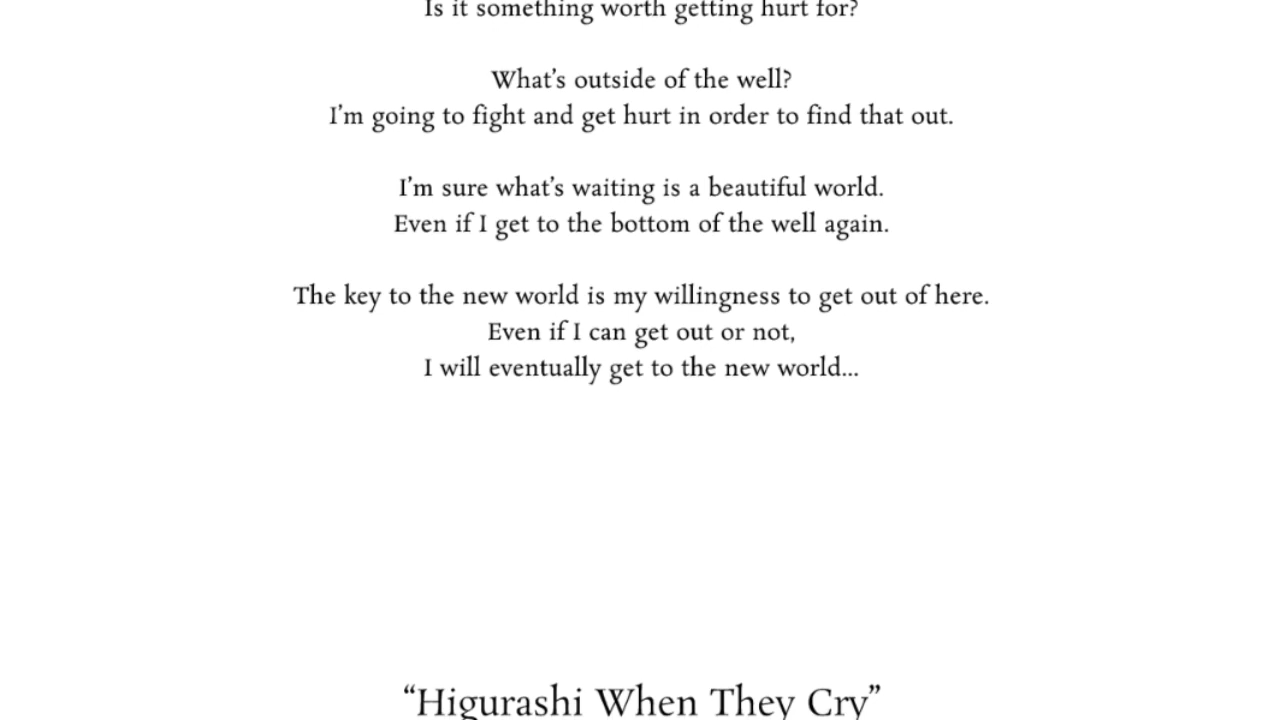 Is it something worth getting hurt for?
What’s outside of the well?
I’m going to fight and get hurt in order to find that out.
I’m sure what’s waiting is a beautiful world.
Even if I get to the bottom of the well again.
The key to the new world is my willingness to get out of here.
Even if I can get out or not,
I will eventually get to the new world...
“Higurashi When They Cry”